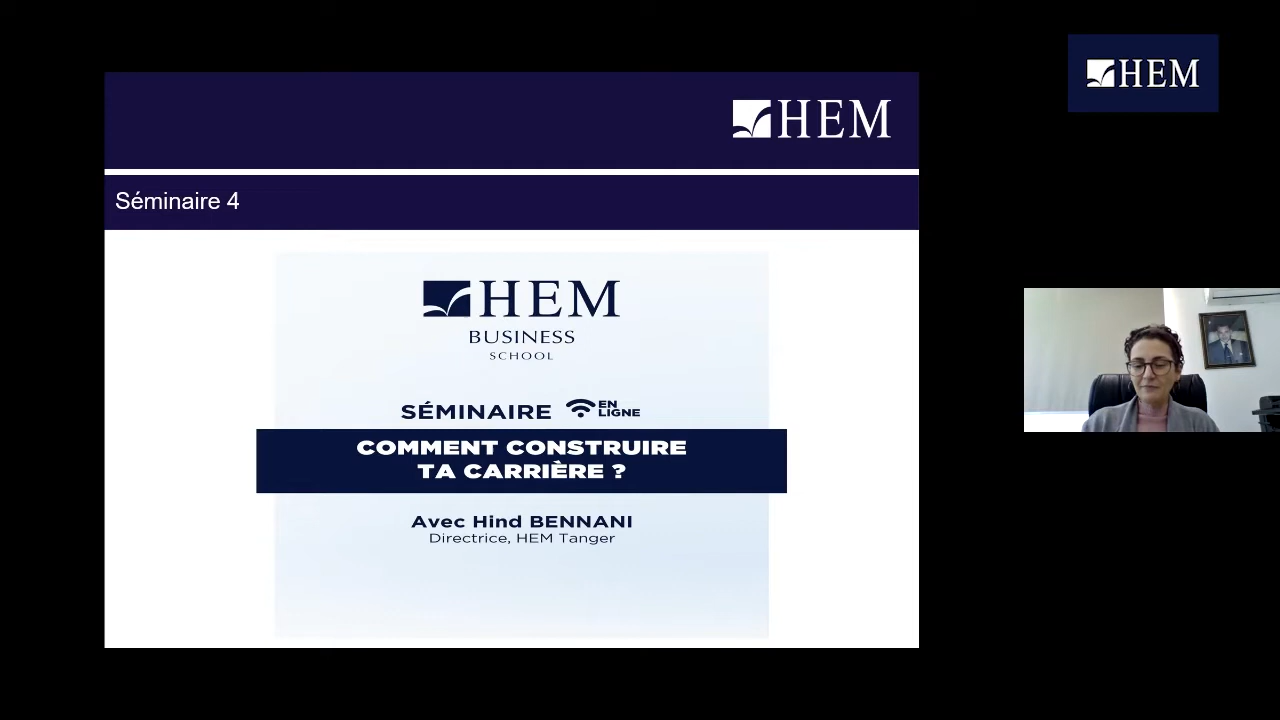 HEM
HEM
Séminaire 4
HEM
BUSINESS
SCHOOL
SÉMINAIRE EN LIGNE
COMMENT CONSTRUIRE
TA CARRIÈRE ?
Avec Hind BENNANI
Directrice, HEM Tanger